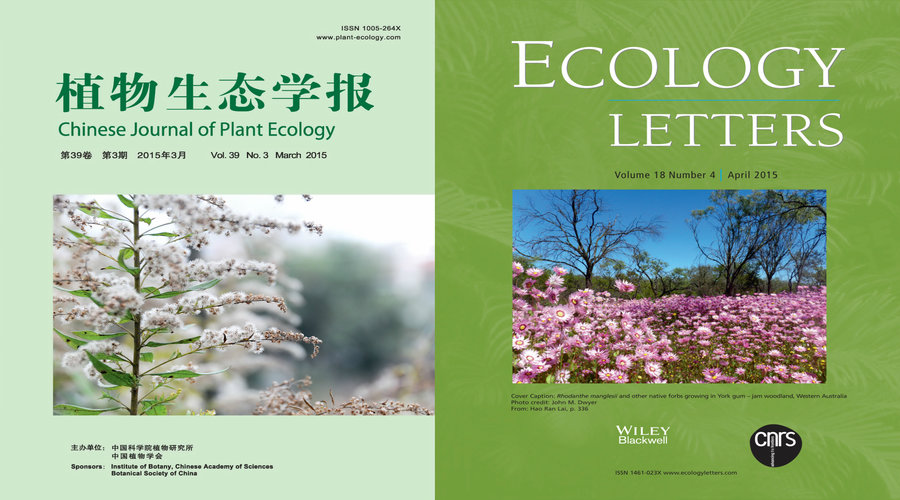 ISSN 1005-264X
www.plant-ecology.com
植物生态学报
Chinese Journal of Plant Ecology
第39卷 第3期 2015年3月 Vol. 39 No. 3 March 2015
主办单位: 中国科学院植物研究所
中国植物学会
Sponsors: Institute of Botany, Chinese Academy of Sciences
Botanical Society of China
ECOLOGY
LETTERS
Volume 18 Number 4 | April 2015
Cover Caption: Rhodanthe manglesii and other native forbs growing in York gum – jam woodland, Western Australia
Photo credit: John M. Dwyer
From: Hao Ran Lai, p. 336
WILEY
Blackwell
cnrs
ISSN 1461-023X www.ecologyletters.com